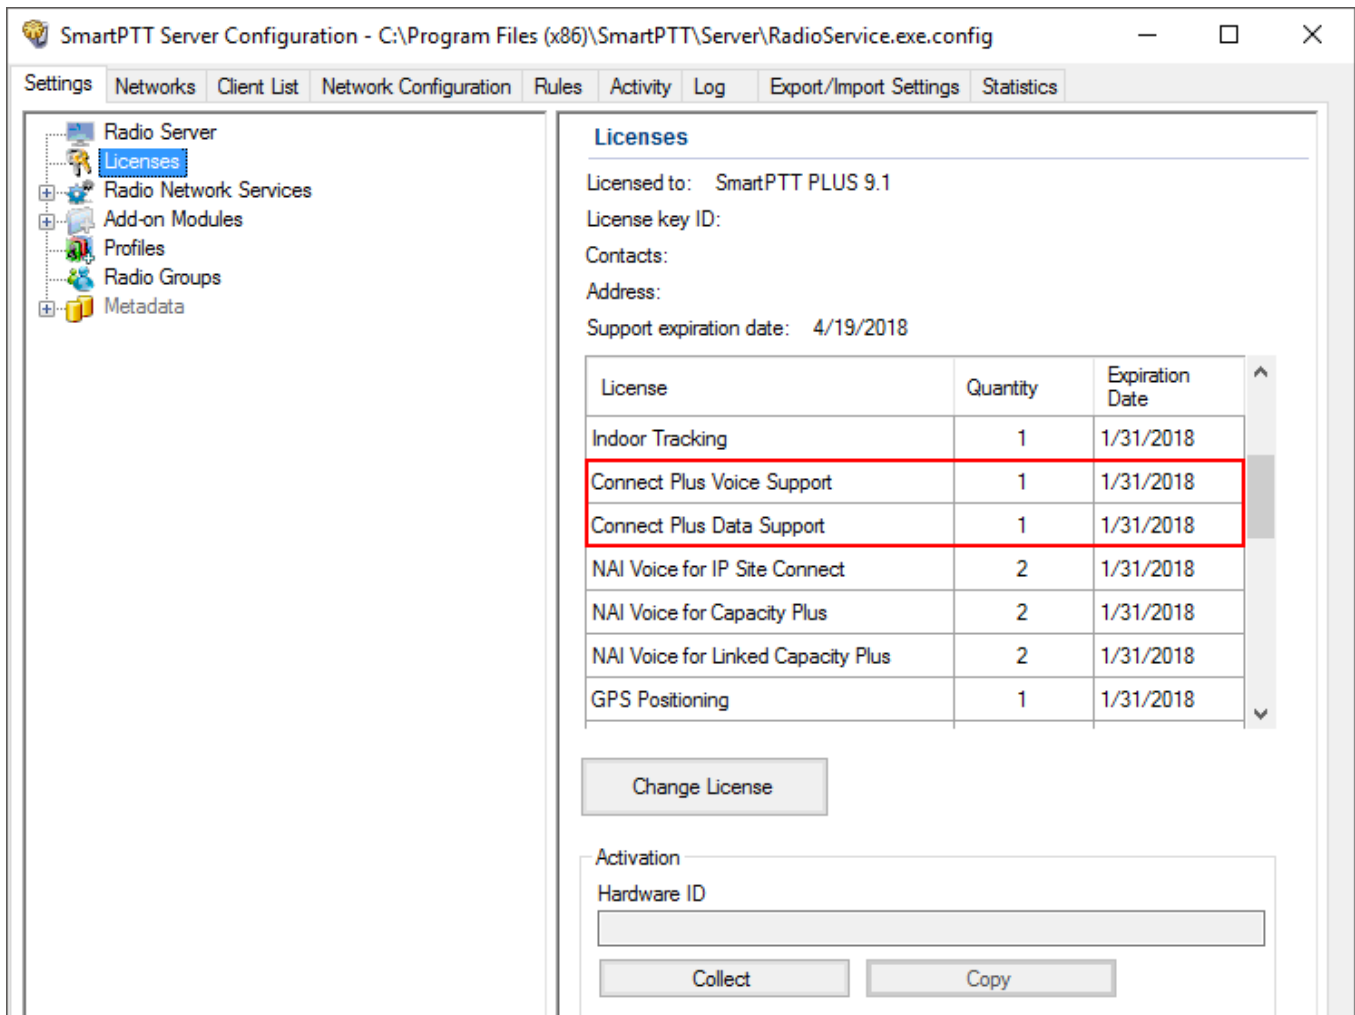 SmartPTT Server Configuration - C:\Program Files (x86)\SmartPTT\Server\RadioService.exe.config
Settings Networks Client List Network Configuration Rules Activity Log Export/Import Settings Statistics
Radio Server
Licenses
Radio Network Services
Add-on Modules
Profiles
Radio Groups
Metadata
Licenses
Licensed to: SmartPTT PLUS 9.1
License key ID:
Contacts:
Address:
Support expiration date: 4/19/2018
License Quantity Expiration Date
Indoor Tracking 1 1/31/2018
Connect Plus Voice Support 1 1/31/2018
Connect Plus Data Support 1 1/31/2018
NAI Voice for IP Site Connect 2 1/31/2018
NAI Voice for Capacity Plus 2 1/31/2018
NAI Voice for Linked Capacity Plus 2 1/31/2018
GPS Positioning 1 1/31/2018
Change License
Activation
Hardware ID
Collect Copy